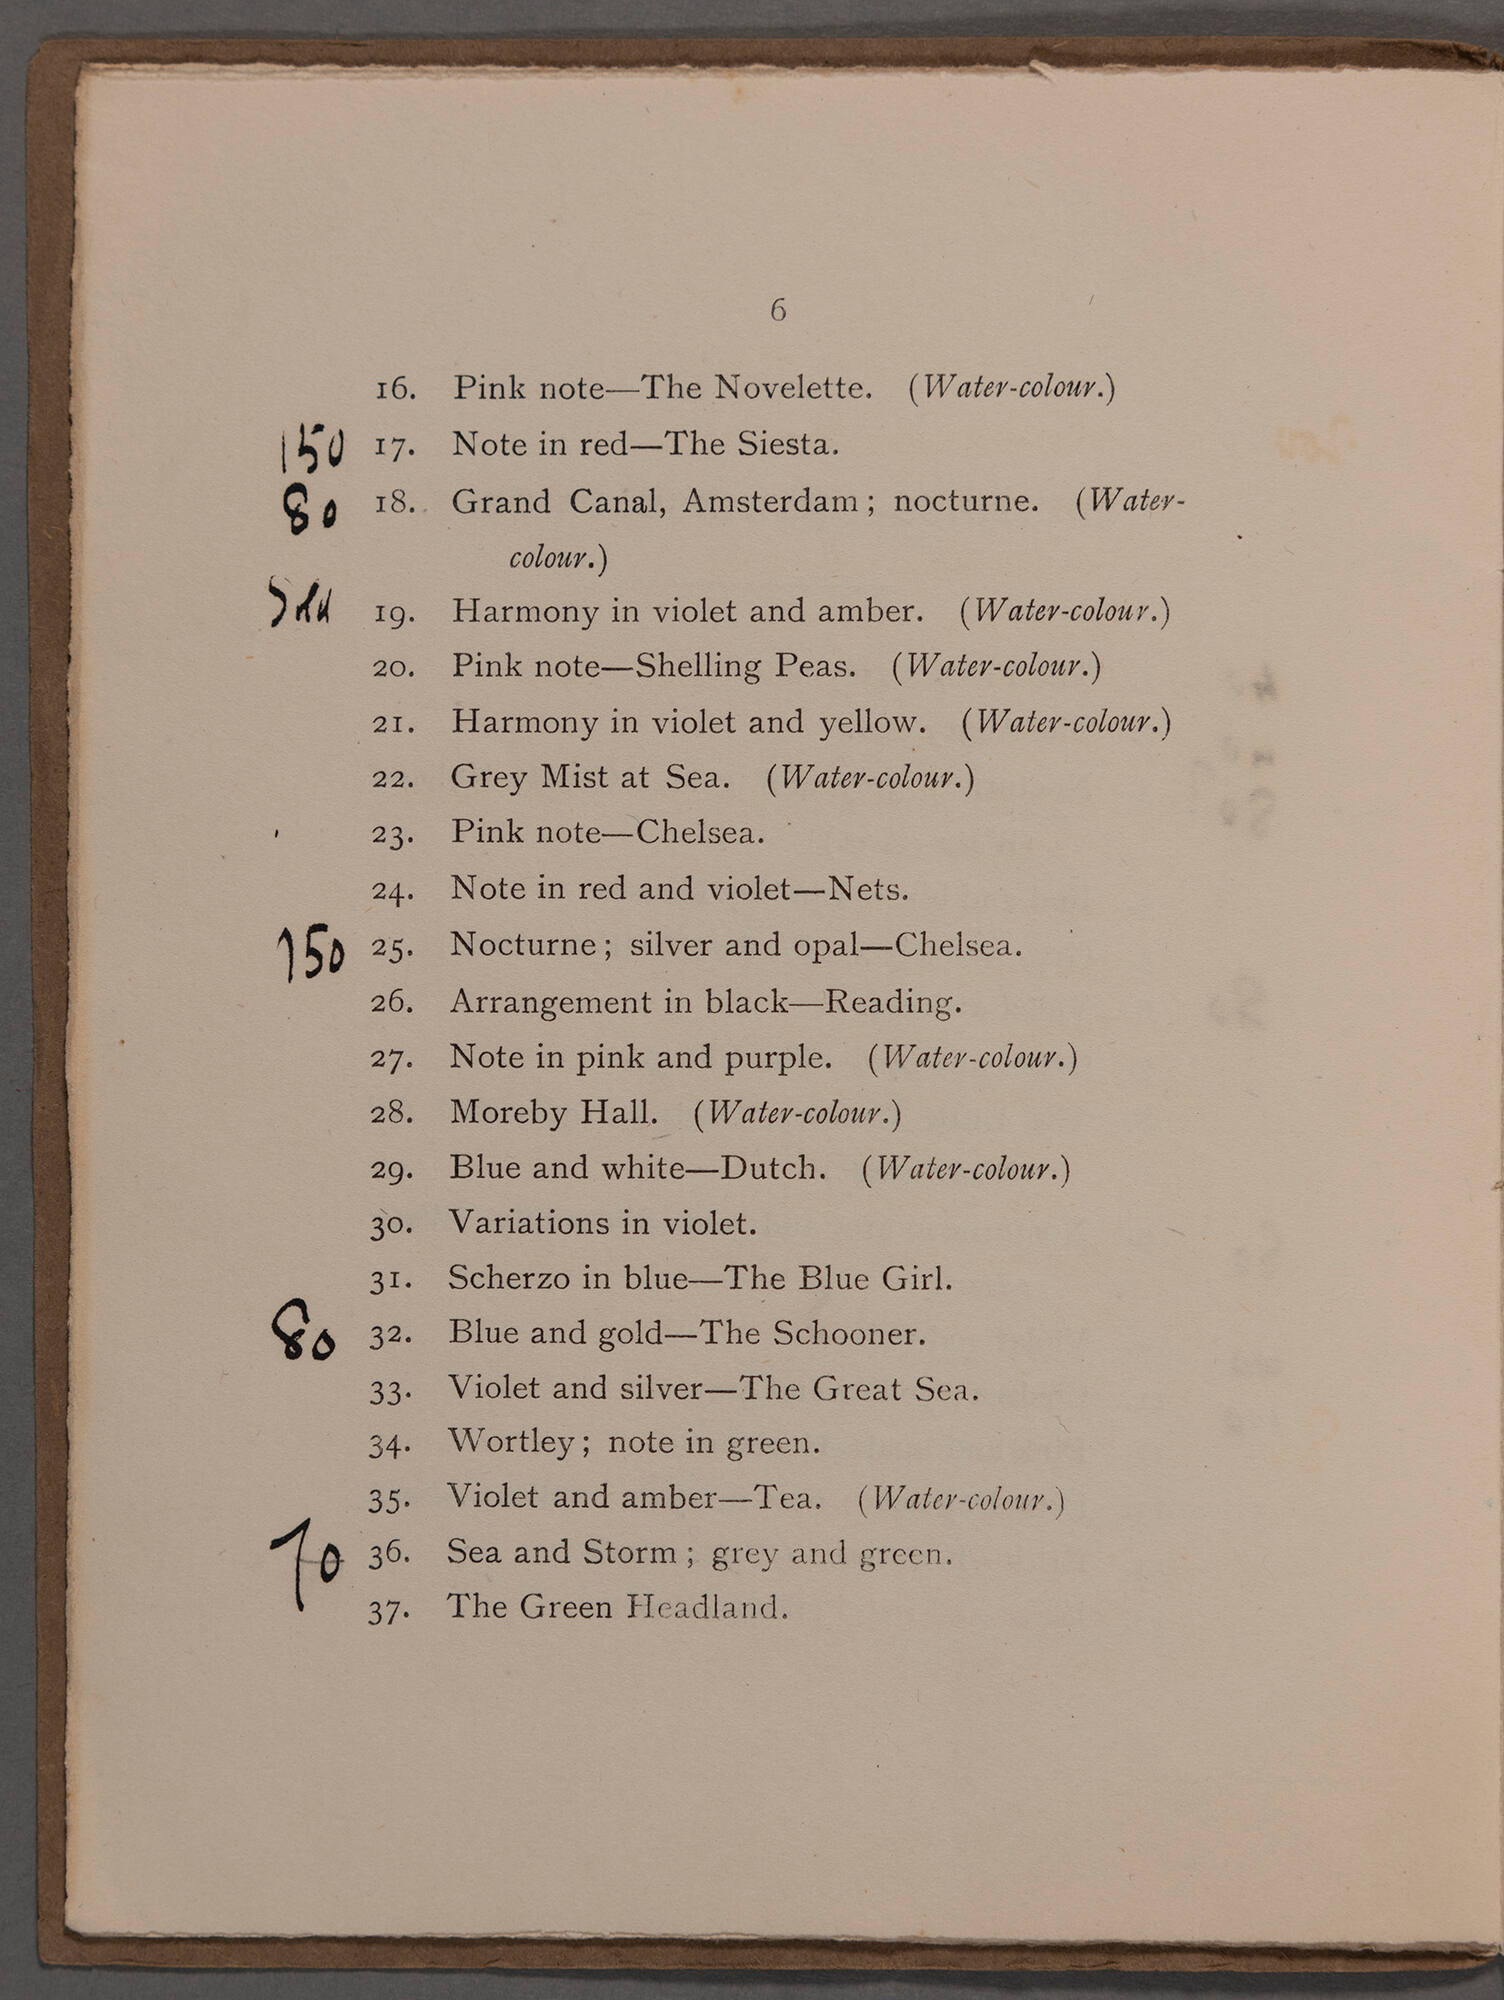 6
16. Pink note—The Novelette. (Water-colour.)
150 17. Note in red—The Siesta.
80 18. Grand Canal, Amsterdam; nocturne. (Water-
colour.)
Sold 19. Harmony in violet and amber. (Water-colour.)
20. Pink note—Shelling Peas. (Water-colour.)
21. Harmony in violet and yellow. (Water-colour.)
22. Grey Mist at Sea. (Water-colour.)
23. Pink note—Chelsea.
24. Note in red and violet—Nets.
150 25. Nocturne; silver and opal—Chelsea.
26. Arrangement in black—Reading.
27. Note in pink and purple. (Water-colour.)
28. Moreby Hall. (Water-colour.)
29. Blue and white—Dutch. (Water-colour.)
30. Variations in violet.
31. Scherzo in blue—The Blue Girl.
80 32. Blue and gold—The Schooner.
33. Violet and silver—The Great Sea.
34. Wortley; note in green.
35. Violet and amber—Tea. (Water-colour.)
70 36. Sea and Storm; grey and green.
37. The Green Headland.